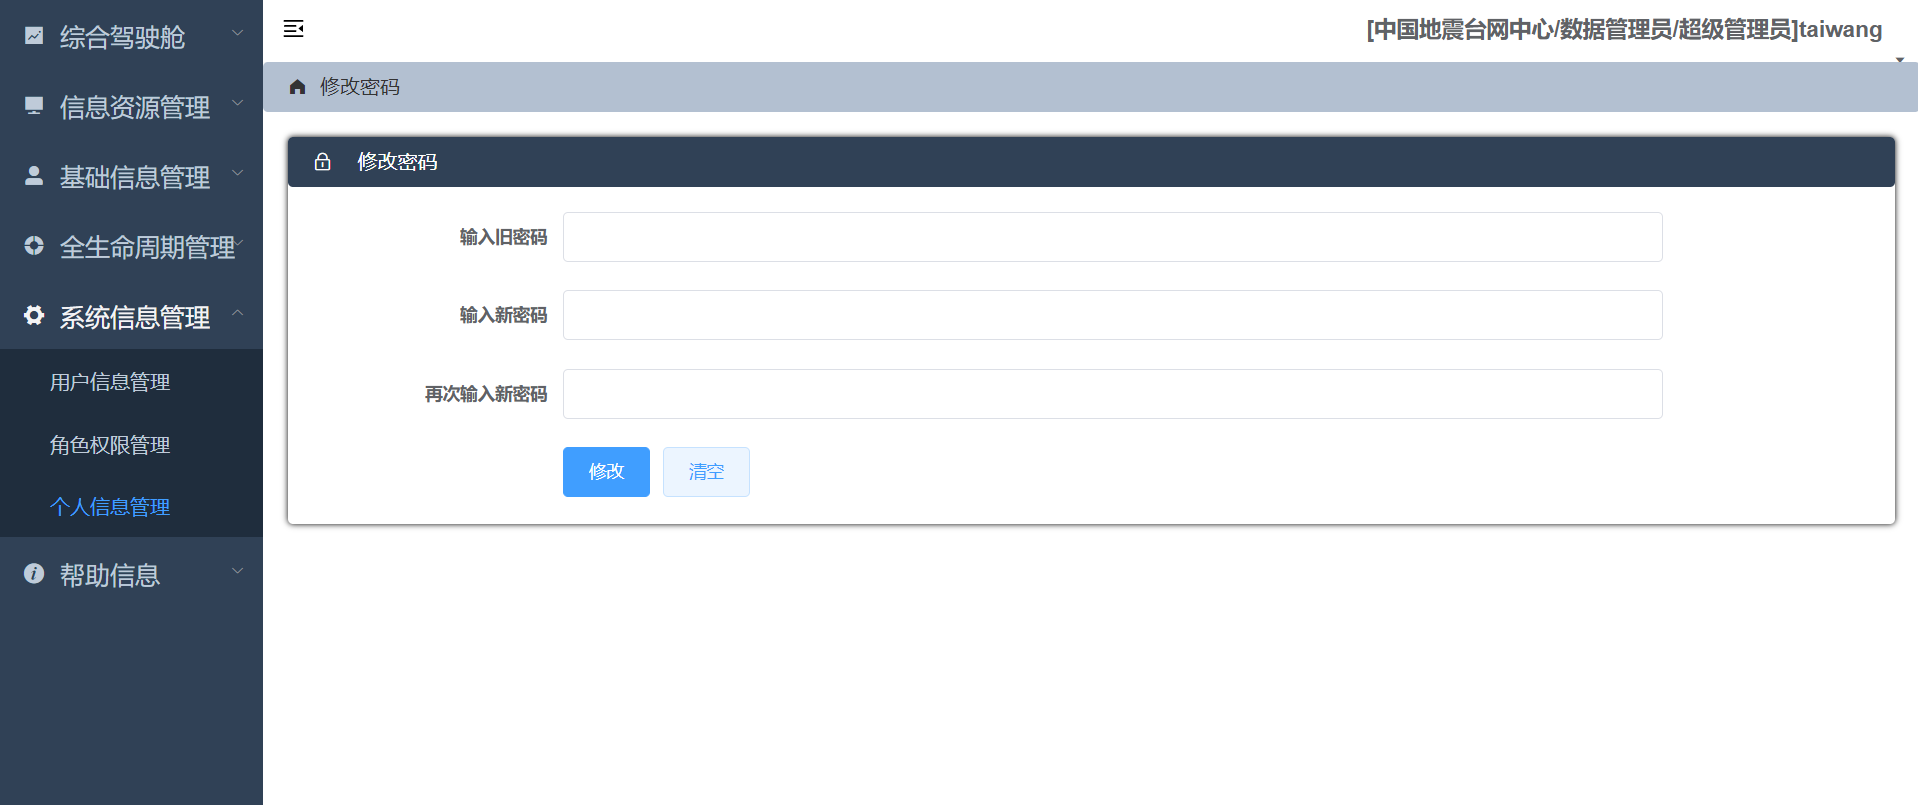 综合驾驶舱
信息资源管理
基础信息管理
全生命周期管理
系统信息管理
用户信息管理
角色权限管理
个人信息管理
帮助信息
[中国地震台网中心/数据管理员/超级管理员]taiwang
修改密码
修改密码
输入旧密码
输入新密码
再次输入新密码
修改 清空